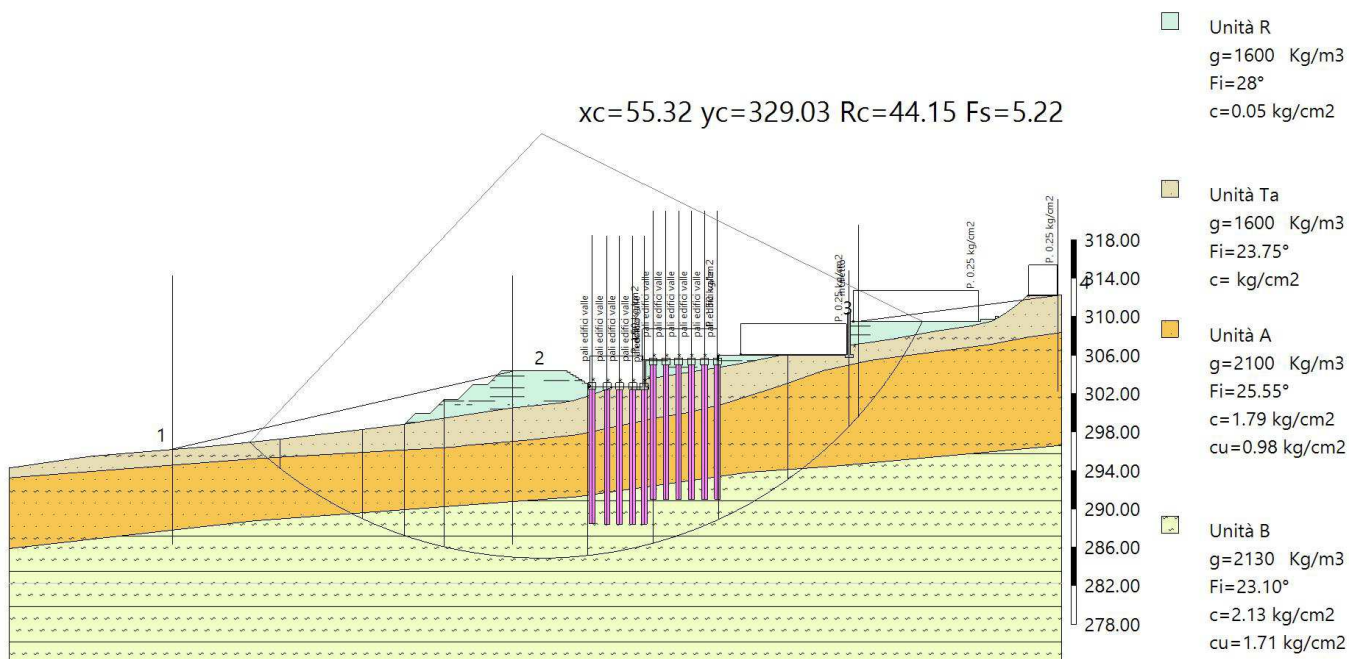 xc=55.32 yc=329.03 Rc=44.15 Fs=5.22
1
2
3
4
pali edifici valle
pali edifici valle
pali edifici valle
pali edifici valle
pali edifici valle
pali edifici valle
pali edifici valle
pali edifici valle
pali edifici valle
P. 0.25 kg/cm2
P. 0.25 kg/cm2
P. 0.25 kg/cm2
318.00
314.00
310.00
306.00
302.00
298.00
294.00
290.00
286.00
282.00
278.00
Unità R
g=1600 Kg/m3
Fi=28°
c=0.05 kg/cm2
Unità Ta
g=1600 Kg/m3
Fi=23.75°
c= kg/cm2
Unità A
g=2100 Kg/m3
Fi=25.55°
c=1.79 kg/cm2
cu=0.98 kg/cm2
Unità B
g=2130 Kg/m3
Fi=23.10°
c=2.13 kg/cm2
cu=1.71 kg/cm2